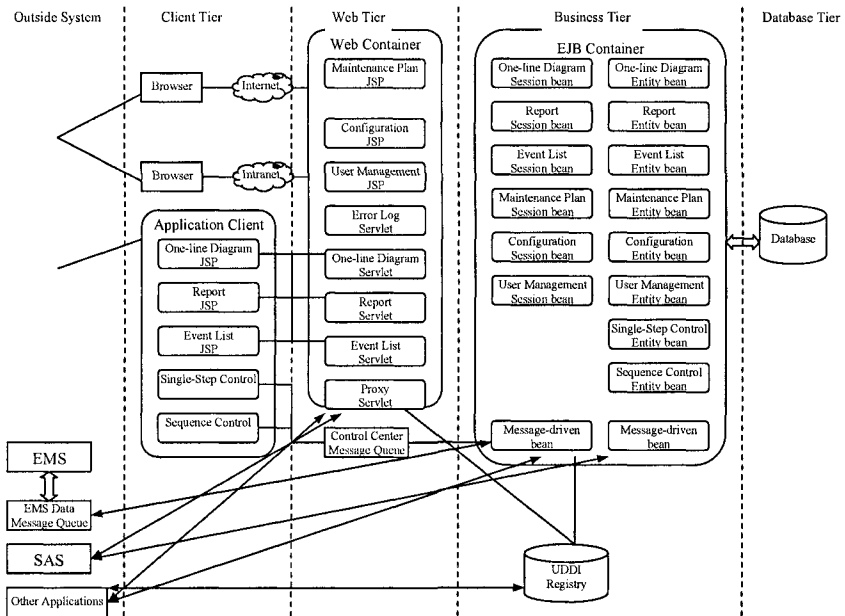 Outside System
Client Tier
Web Tier
Business Tier
Database Tier
Browser
Internet
Browser
Intranet
Application Client
One-line Diagram
JSP
Report
JSP
Event List
JSP
Single-Step Control
Sequence Control
Web Container
Maintenance Plan
JSP
Configuration
JSP
User Management
JSP
Error Log
Servlet
One-line Diagram
Servlet
Report
Servlet
Event List
Servlet
Proxy
Servlet
Control Center
Message Queue
EJB Container
One-line Diagram
Session bean
Report
Session bean
Event List
Session bean
Maintenance Plan
Session bean
Configuration
Session bean
User Management
Session bean
Message-driven
bean
One-line Diagram
Entity bean
Report
Entity bean
Event List
Entity bean
Maintenance Plan
Entity bean
Configuration
Entity bean
User Management
Entity bean
Single-Step Control
Entity bean
Sequence Control
Entity bean
Message-driven
bean
Database
EMS
EMS Data
Message Queue
SAS
Other Applications
UDDI
Registry